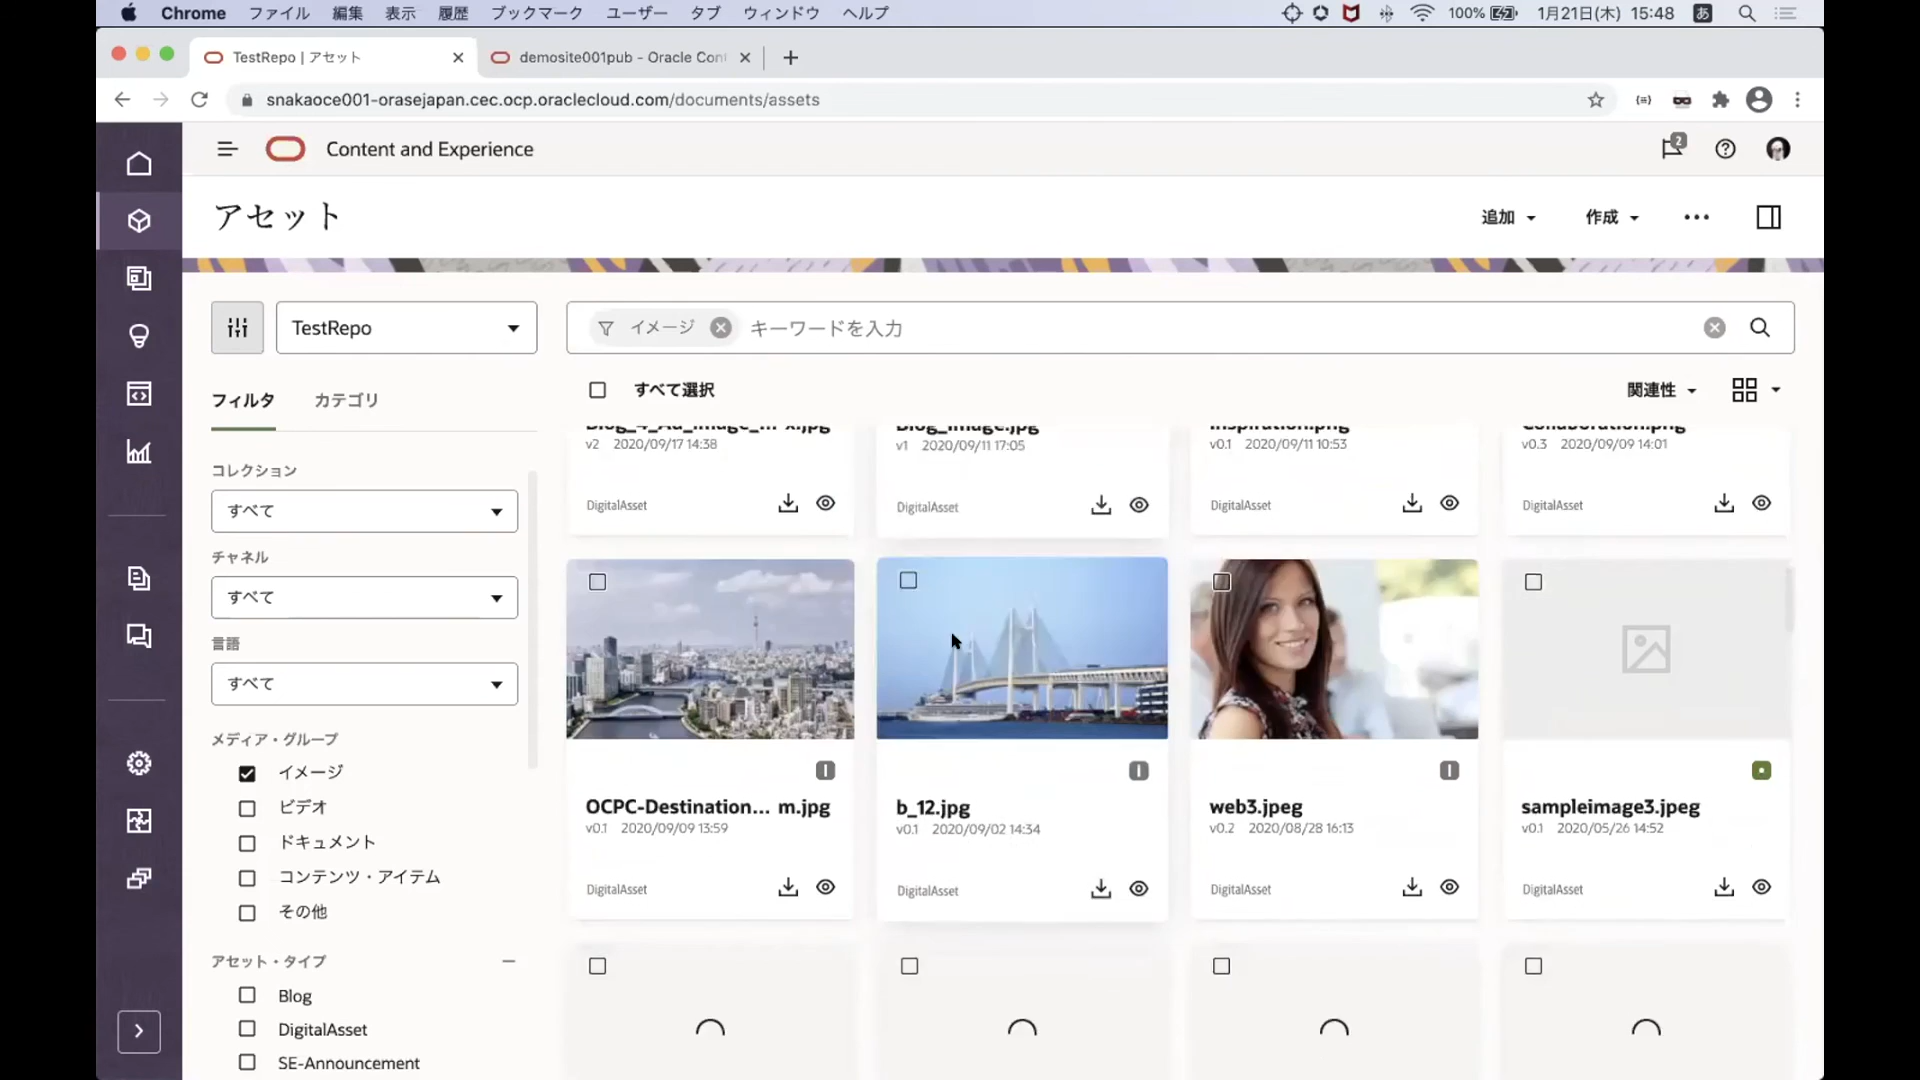 Chrome ファイル 編集 表示 履歴 ブックマーク ユーザー タブ ウィンドウ ヘルプ 100% 1月21日(木) 15:48 あ
TestRepo | アセット
demosite001pub - Oracle Con
snakaoce001-orasejapan.cec.ocp.oraclecloud.com/documents/assets
Content and Experience
2
アセット
追加
作成
TestRepo
イメージ
キーワードを入力
フィルタ
カテゴリ
すべて選択
関連性
コレクション
すべて
チャネル
すべて
言語
すべて
メディア・グループ
イメージ
ビデオ
ドキュメント
コンテンツ・アイテム
その他
アセット・タイプ
Blog
DigitalAsset
SE-Announcement
v2 2020/09/17 14:38
DigitalAsset
Blog_image.jpg
v1 2020/09/11 17:05
DigitalAsset
Inspiration.png
v0.1 2020/09/11 10:53
DigitalAsset
Collaboration.png
v0.3 2020/09/09 14:01
DigitalAsset
OCPC-Destination... m.jpg
v0.1 2020/09/09 13:59
DigitalAsset
b_12.jpg
v0.1 2020/09/02 14:34
DigitalAsset
web3.jpeg
v0.2 2020/08/28 16:13
DigitalAsset
sampleimage3.jpeg
v0.1 2020/05/26 14:52
DigitalAsset